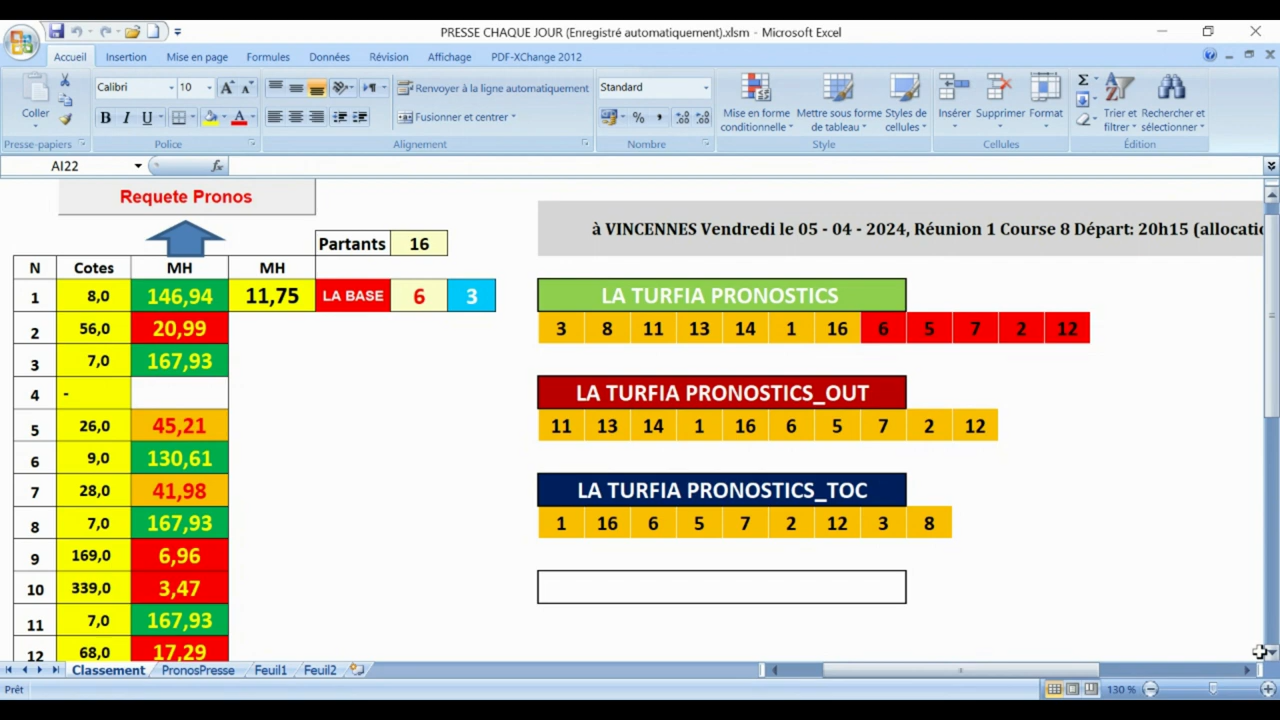 PRESSE CHAQUE JOUR (Enregistré automatiquement).xlsm - Microsoft Excel
Accueil Insertion Mise en page Formules Données Révision Affichage PDF-XChange 2012
Coller
Calibri 10
G I U A
Renvoyer à la ligne automatiquement
Fusionner et centrer
Standard
% 000
Mise en forme conditionnelle
Mettre sous forme de tableau
Styles de cellules
Insérer Supprimer Format
Trier et filtrer
Rechercher et sélectionner
Presse-papiers Police Alignement Nombre Style Cellules Édition
AI22 fx
Requete Pronos
à VINCENNES Vendredi le 05 - 04 - 2024, Réunion 1 Course 8 Départ: 20h15 (allocatio
Partants 16
N Cotes MH MH
1 8,0 146,94 11,75 LA BASE 6 3
2 56,0 20,99
3 7,0 167,93
4 -
5 26,0 45,21
6 9,0 130,61
7 28,0 41,98
8 7,0 167,93
9 169,0 6,96
10 339,0 3,47
11 7,0 167,93
12 68,0 17,29
LA TURFIA PRONOSTICS
3 8 11 13 14 1 16 6 5 7 2 12
LA TURFIA PRONOSTICS_OUT
11 13 14 1 16 6 5 7 2 12
LA TURFIA PRONOSTICS_TOC
1 16 6 5 7 2 12 3 8
Classement PronosPresse Feuil1 Feuil2
Prêt 130 %